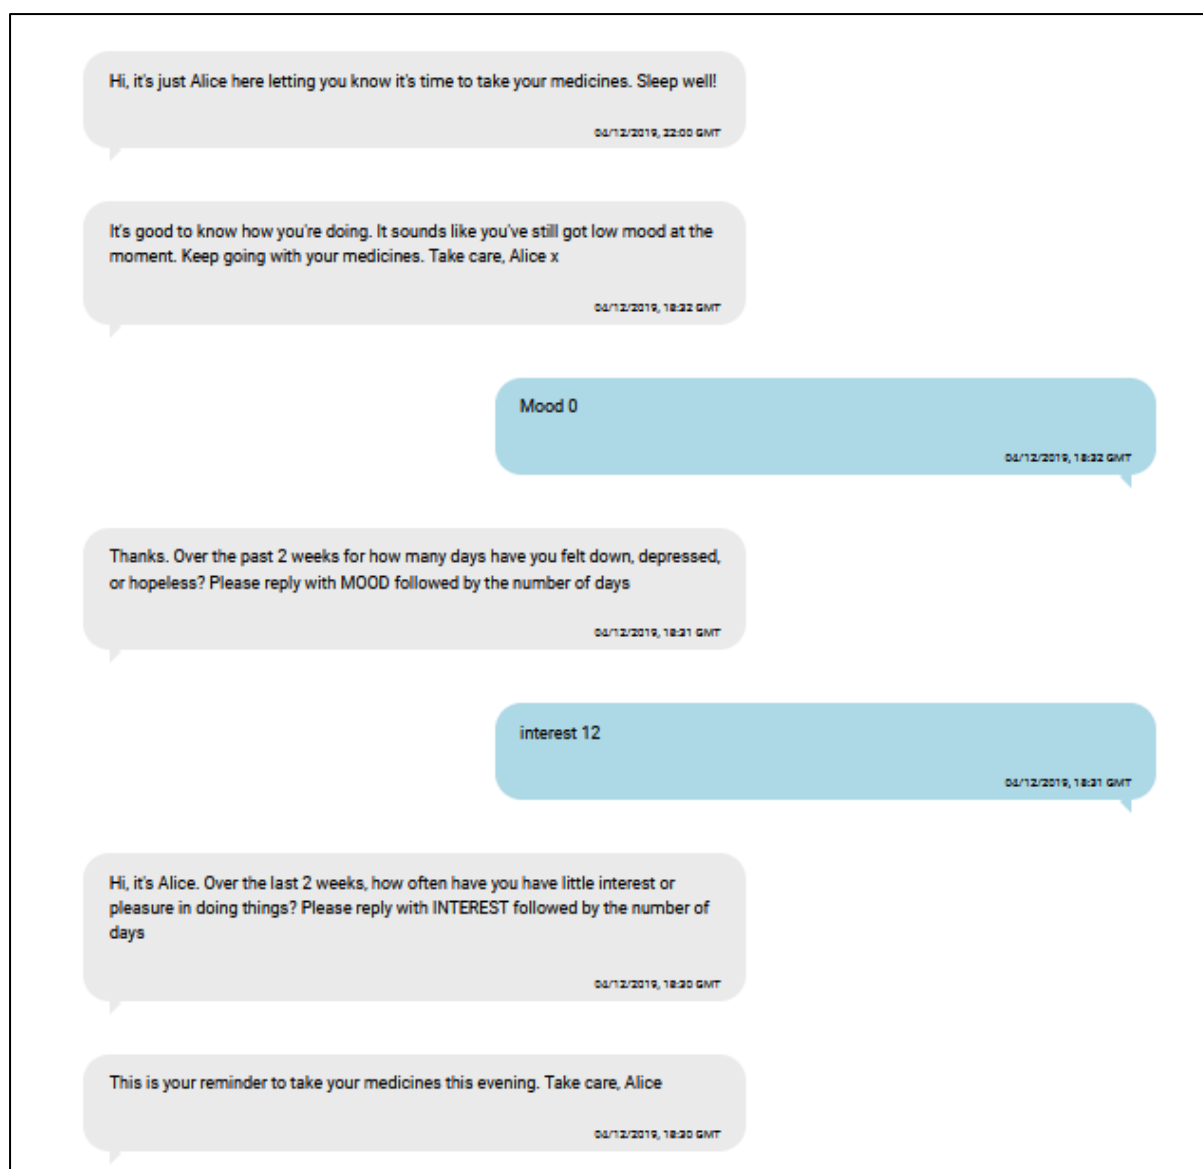 Hi, it's just Alice here letting you know it's time to take your medicines. Sleep well!
04/12/2019, 22:00 GMT
It's good to know how you're doing. It sounds like you've still got low mood at the
moment. Keep going with your medicines. Take care, Alice x
04/12/2019, 18:32 GMT
Mood 0
04/12/2019, 18:32 GMT
Thanks. Over the past 2 weeks for how many days have you felt down, depressed,
or hopeless? Please reply with MOOD followed by the number of days
04/12/2019, 18:31 GMT
interest 12
04/12/2019, 18:31 GMT
Hi, it's Alice. Over the last 2 weeks, how often have you have little interest or
pleasure in doing things? Please reply with INTEREST followed by the number of
days
04/12/2019, 18:30 GMT
This is your reminder to take your medicines this evening. Take care, Alice
04/12/2019, 18:30 GMT